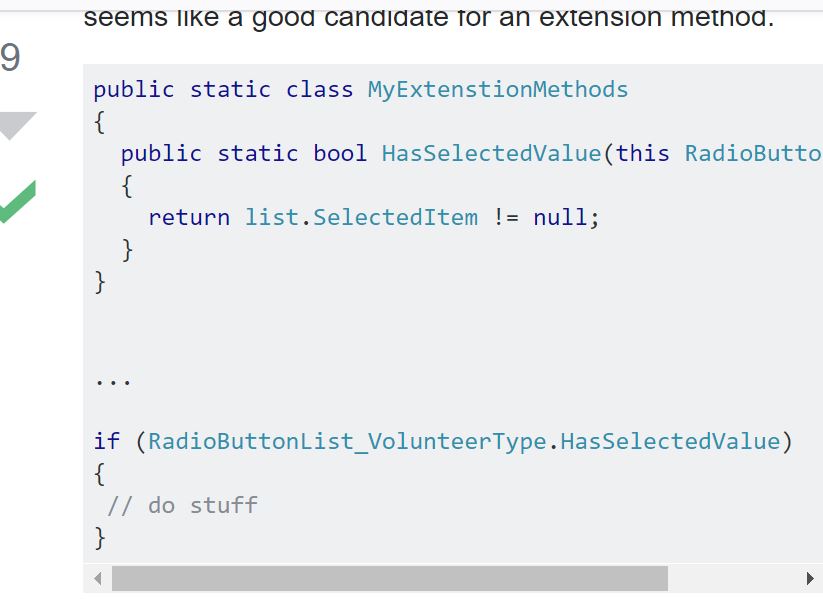 seems like a good candidate for an extension method.
9
public static class MyExtenstionMethods
{
public static bool HasSelectedValue(this RadioButto
{
return list.SelectedItem != null;
}
}
...
if (RadioButtonList_VolunteerType.HasSelectedValue)
{
// do stuff
}